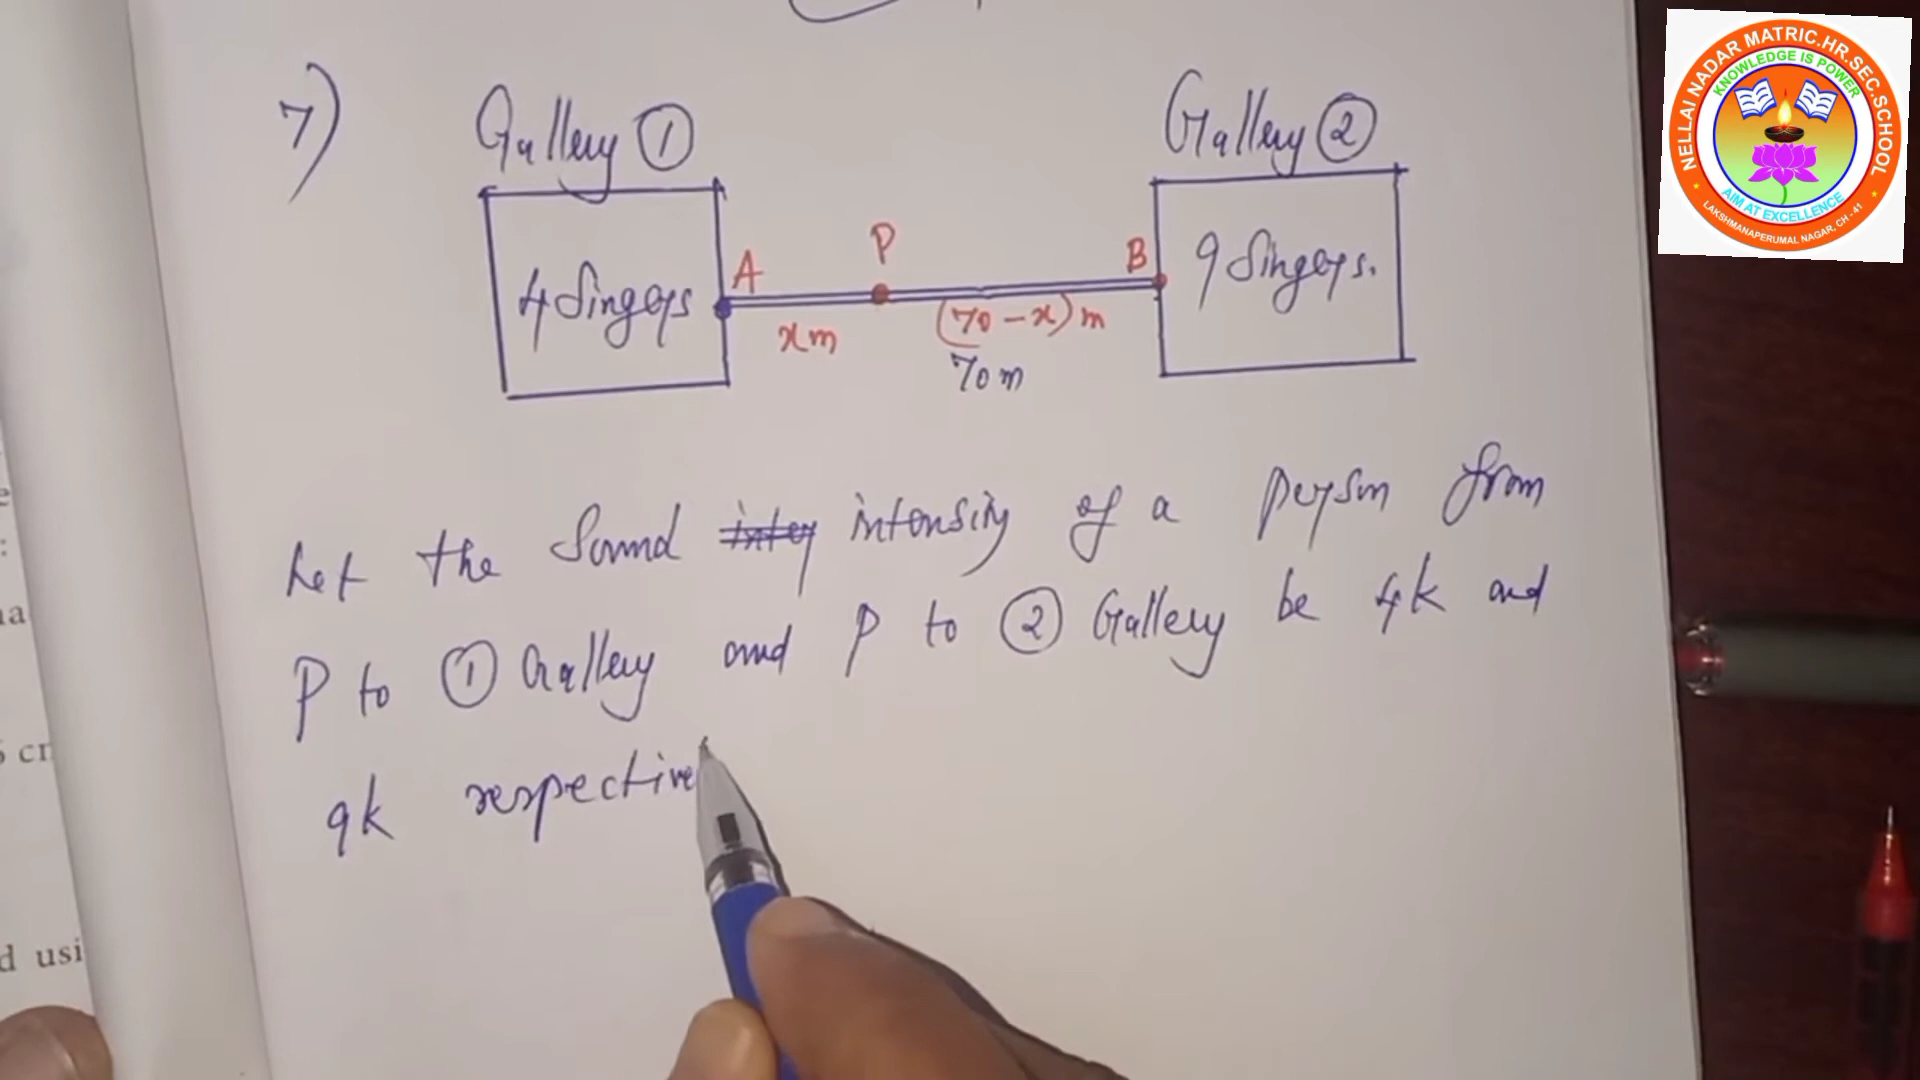 7)
Gallery ①
Gallery ②
4 Singers
A
P
B
9 Singers.
x m
(70 - x) m
70 m
Let the Sound intensity of a person from
P to ① Gallery and P to ② Gallery be 4k and
9k respective
NELLAI NADAR MATRIC.HR.SEC.SCHOOL
KNOWLEDGE IS POWER
AIM AT EXCELLENCE
LAKSHMANAPERUMAL NAGAR, CH - 41
d usi